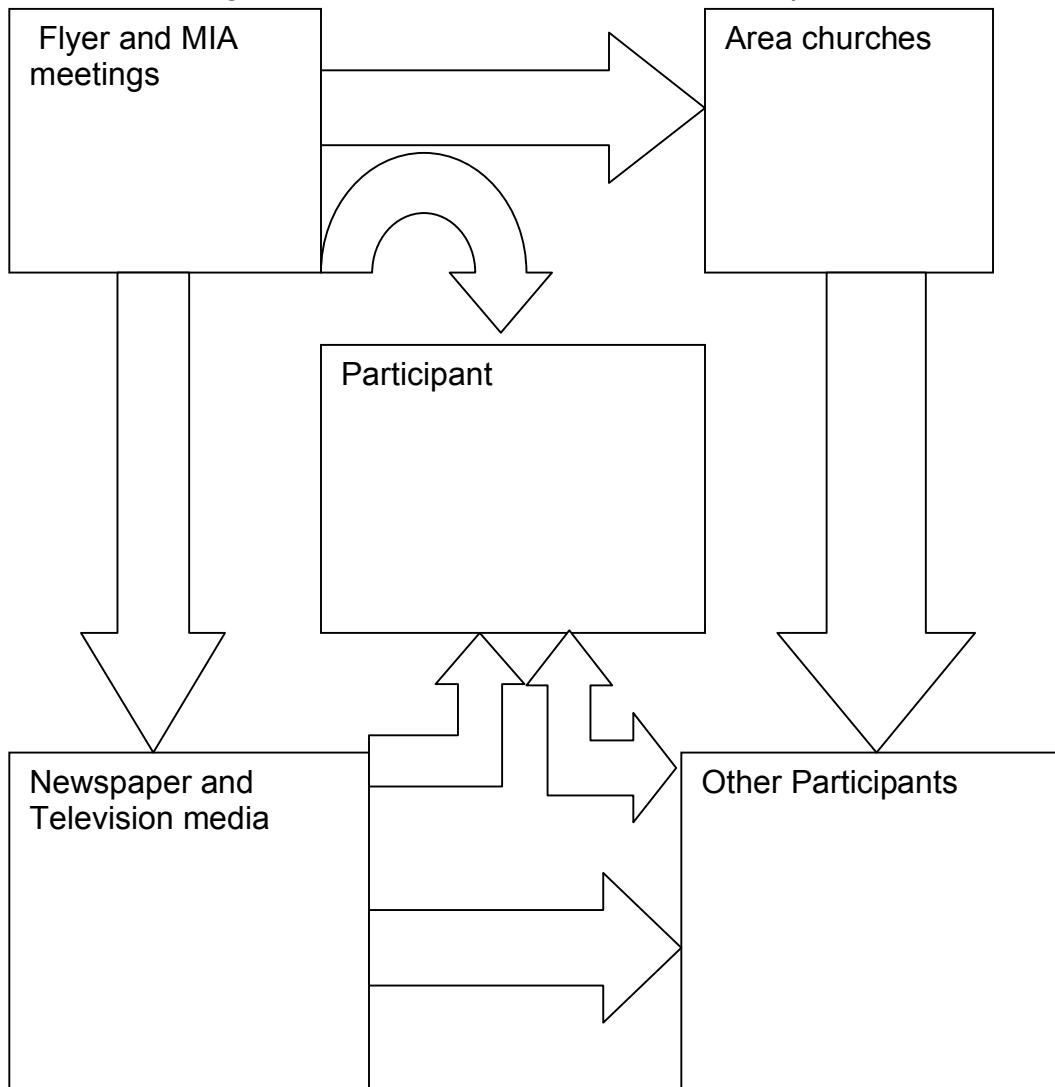 Flyer and MIA
meetings
Area churches
Participant
Newspaper and
Television media
Other Participants